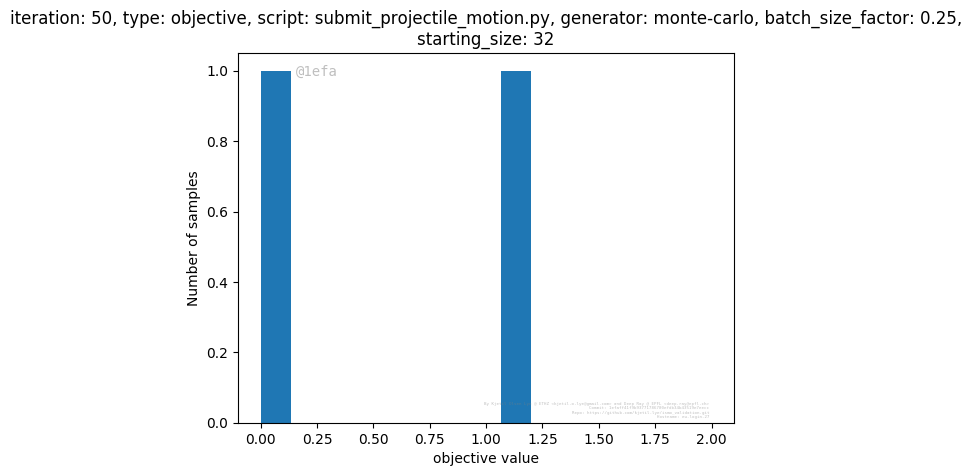 iteration: 50, type: objective, script: submit_projectile_motion.py, generator: monte-carlo, batch_size_factor: 0.25,
starting_size: 32
@1efa
1.0
0.8
0.6
0.4
0.2
0.0
Number of samples
0.00 0.25 0.50 0.75 1.00 1.25 1.50 1.75 2.00
objective value